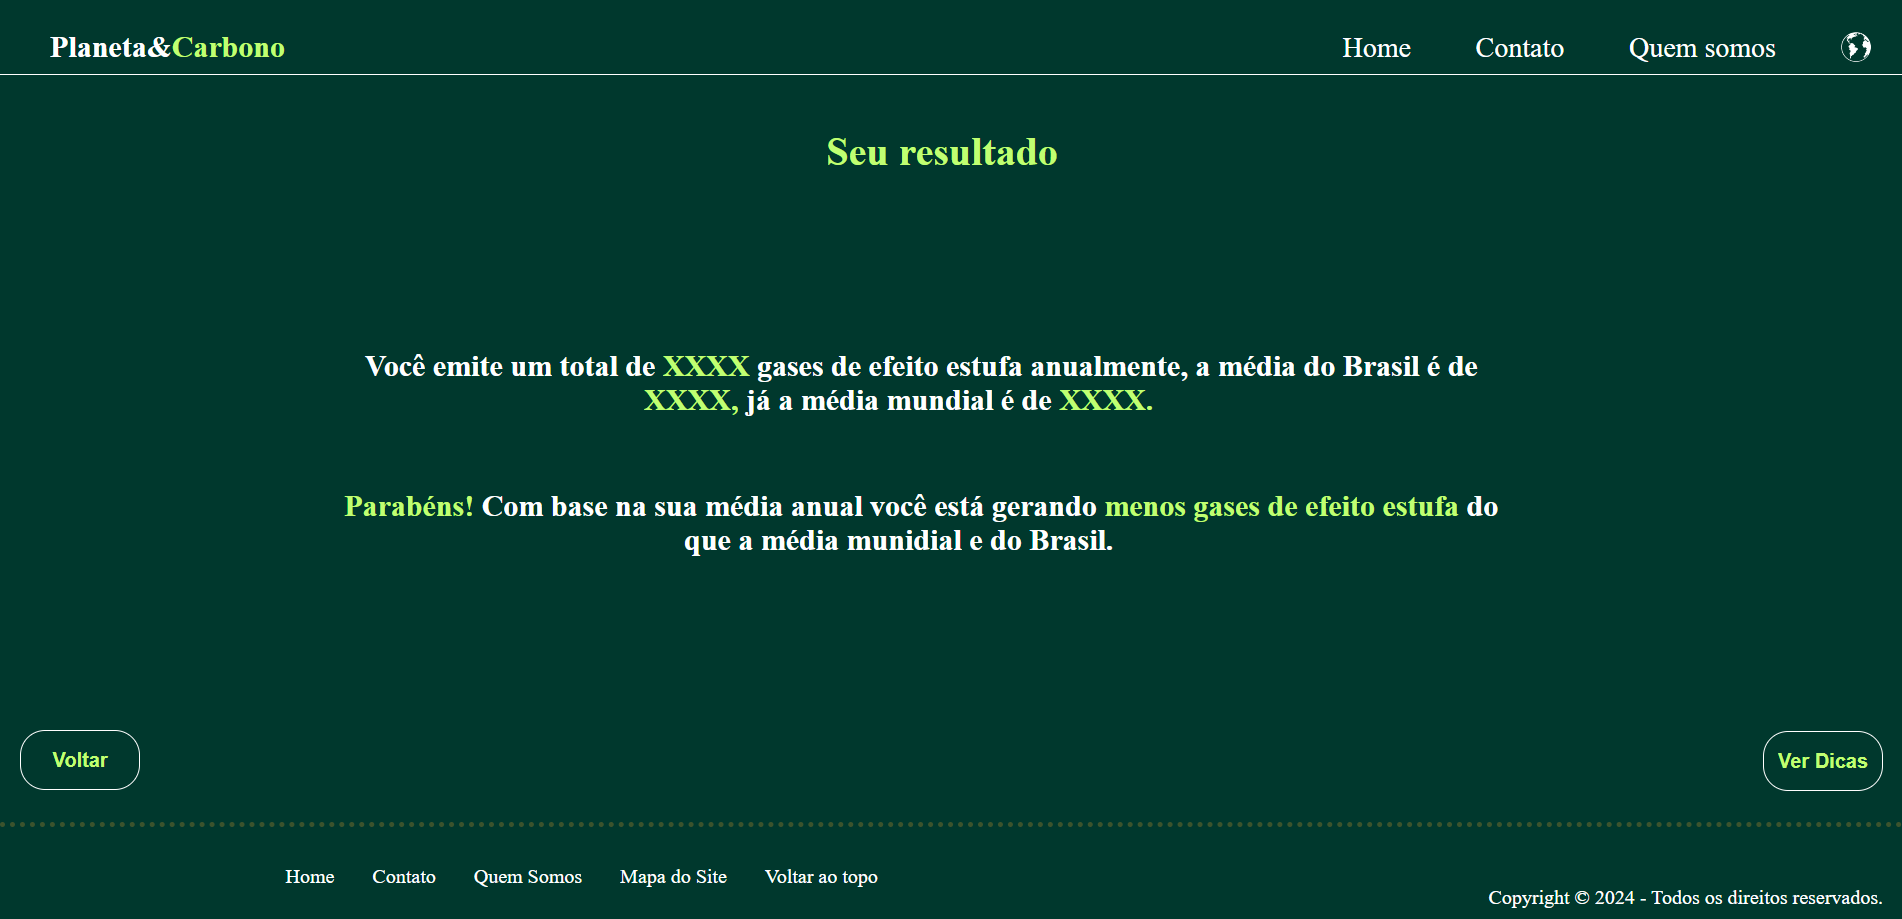 Planeta&Carbono
Home Contato Quem somos
Seu resultado
Você emite um total de XXXX gases de efeito estufa anualmente, a média do Brasil é de
XXXX, já a média mundial é de XXXX.
Parabéns! Com base na sua média anual você está gerando menos gases de efeito estufa do
que a média munidial e do Brasil.
Voltar
Ver Dicas
Home Contato Quem Somos Mapa do Site Voltar ao topo
Copyright © 2024 - Todos os direitos reservados.